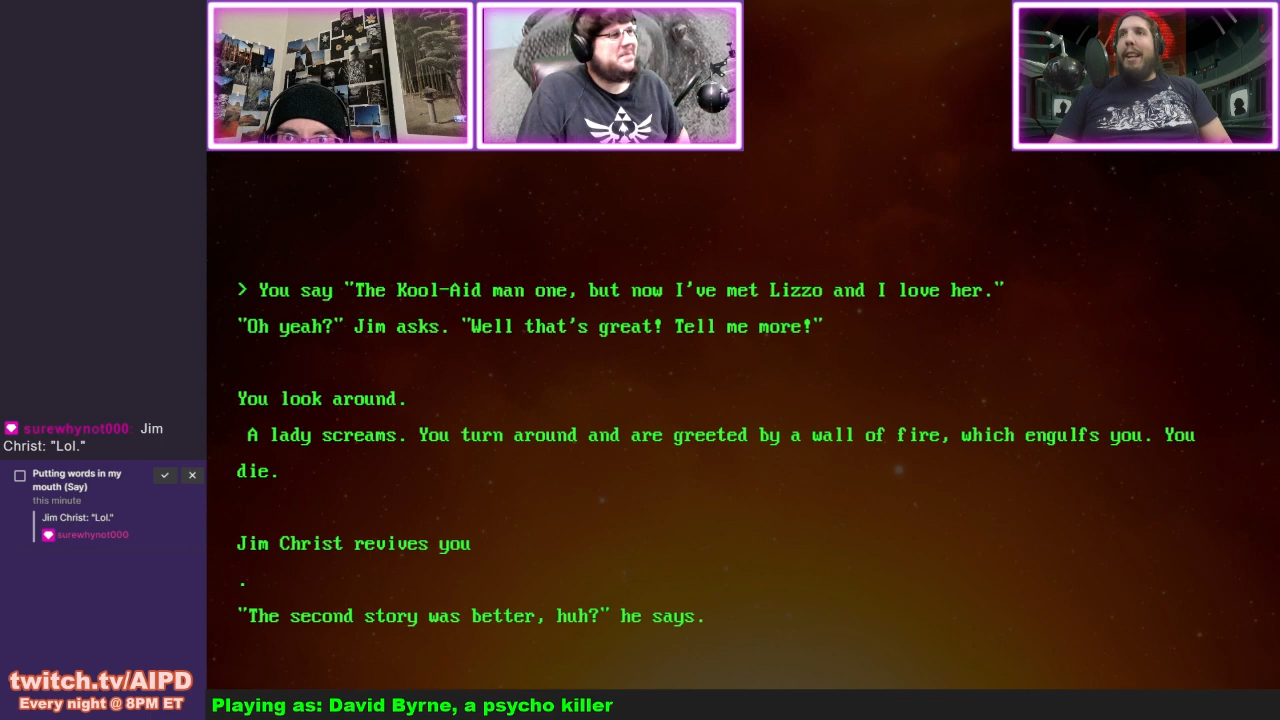 > You say "The Kool-Aid man one, but now I've met Lizzo and I love her."
"Oh yeah?" Jim asks. "Well that's great! Tell me more!"
You look around.
A lady screams. You turn around and are greeted by a wall of fire, which engulfs you. You
die.
Jim Christ revives you
.
"The second story was better, huh?" he says.
surewhynot000: Jim
Christ: "Lol."
Putting words in my
mouth (Say)
this minute
Jim Christ: "Lol."
surewhynot000
twitch.tv/AIPD
Every night @ 8PM ET
Playing as: David Byrne, a psycho killer